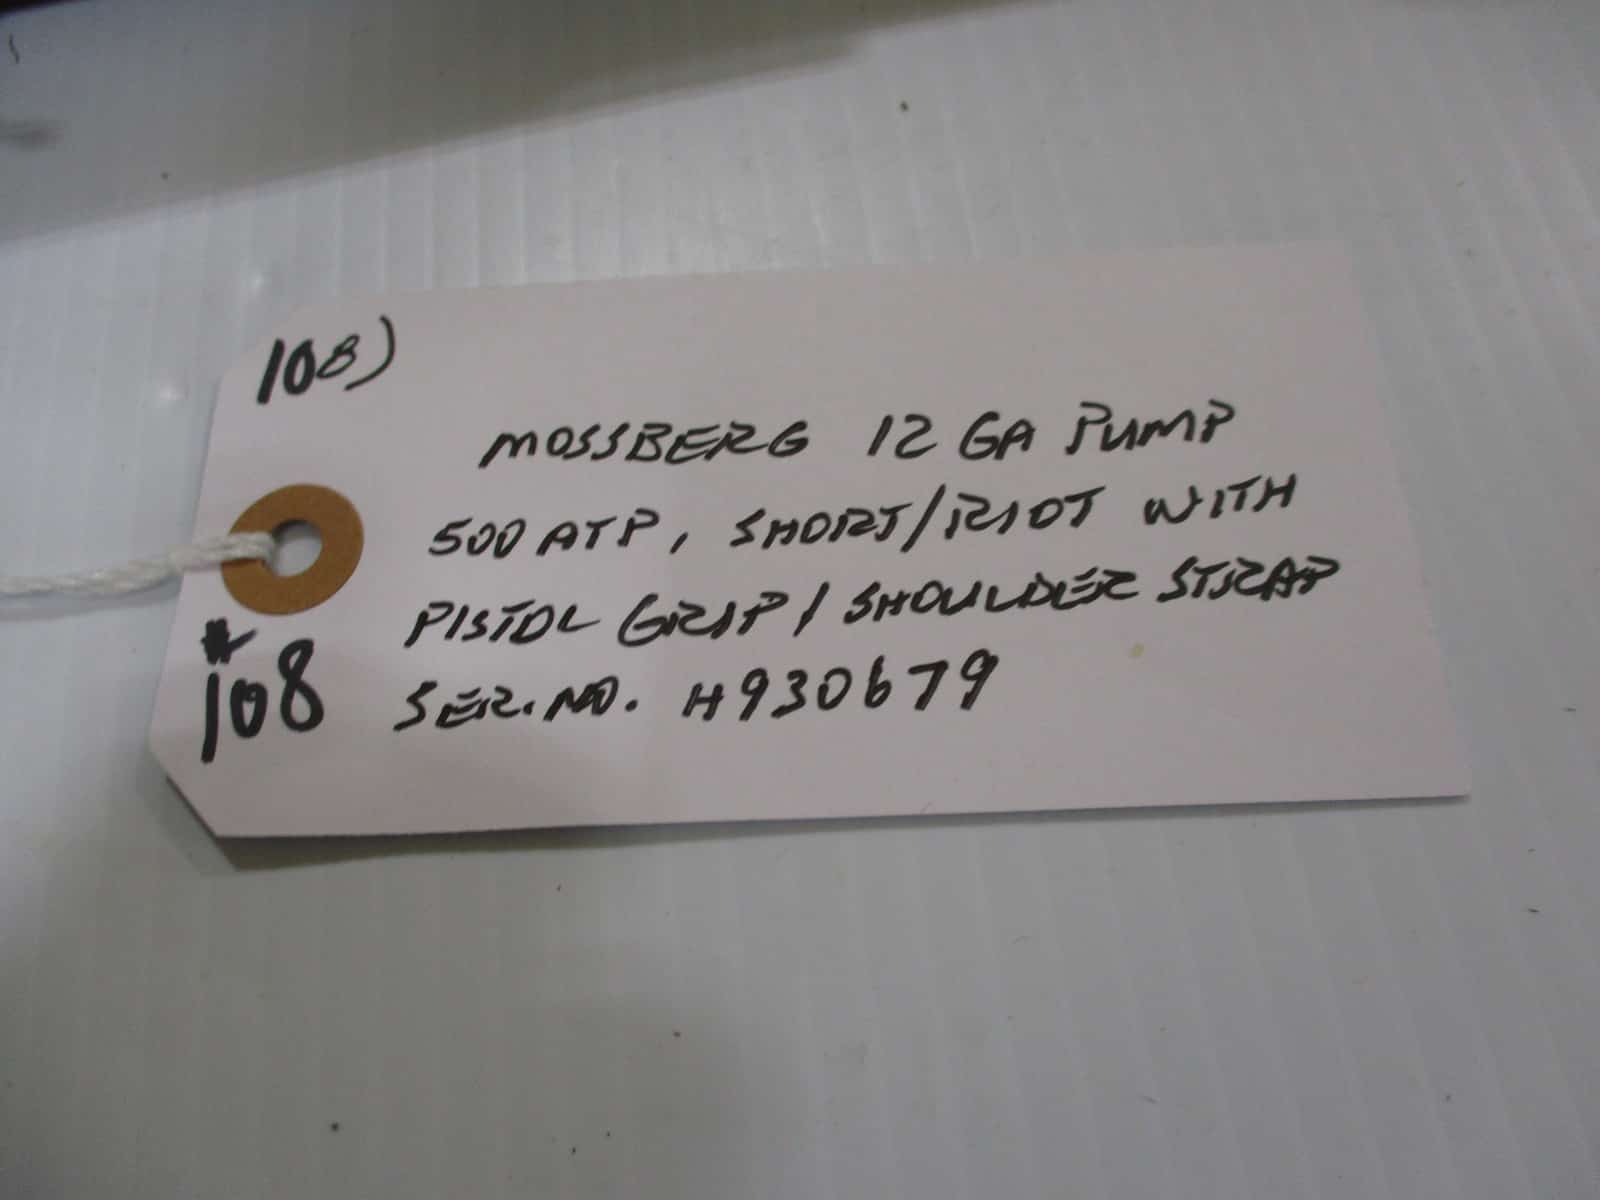 108)
MOSSBERG 12 GA PUMP
500 ATP, SHORT/RIOT WITH
PISTOL GRIP/SHOULDER STRAP
SER. NO. H930679
#
108